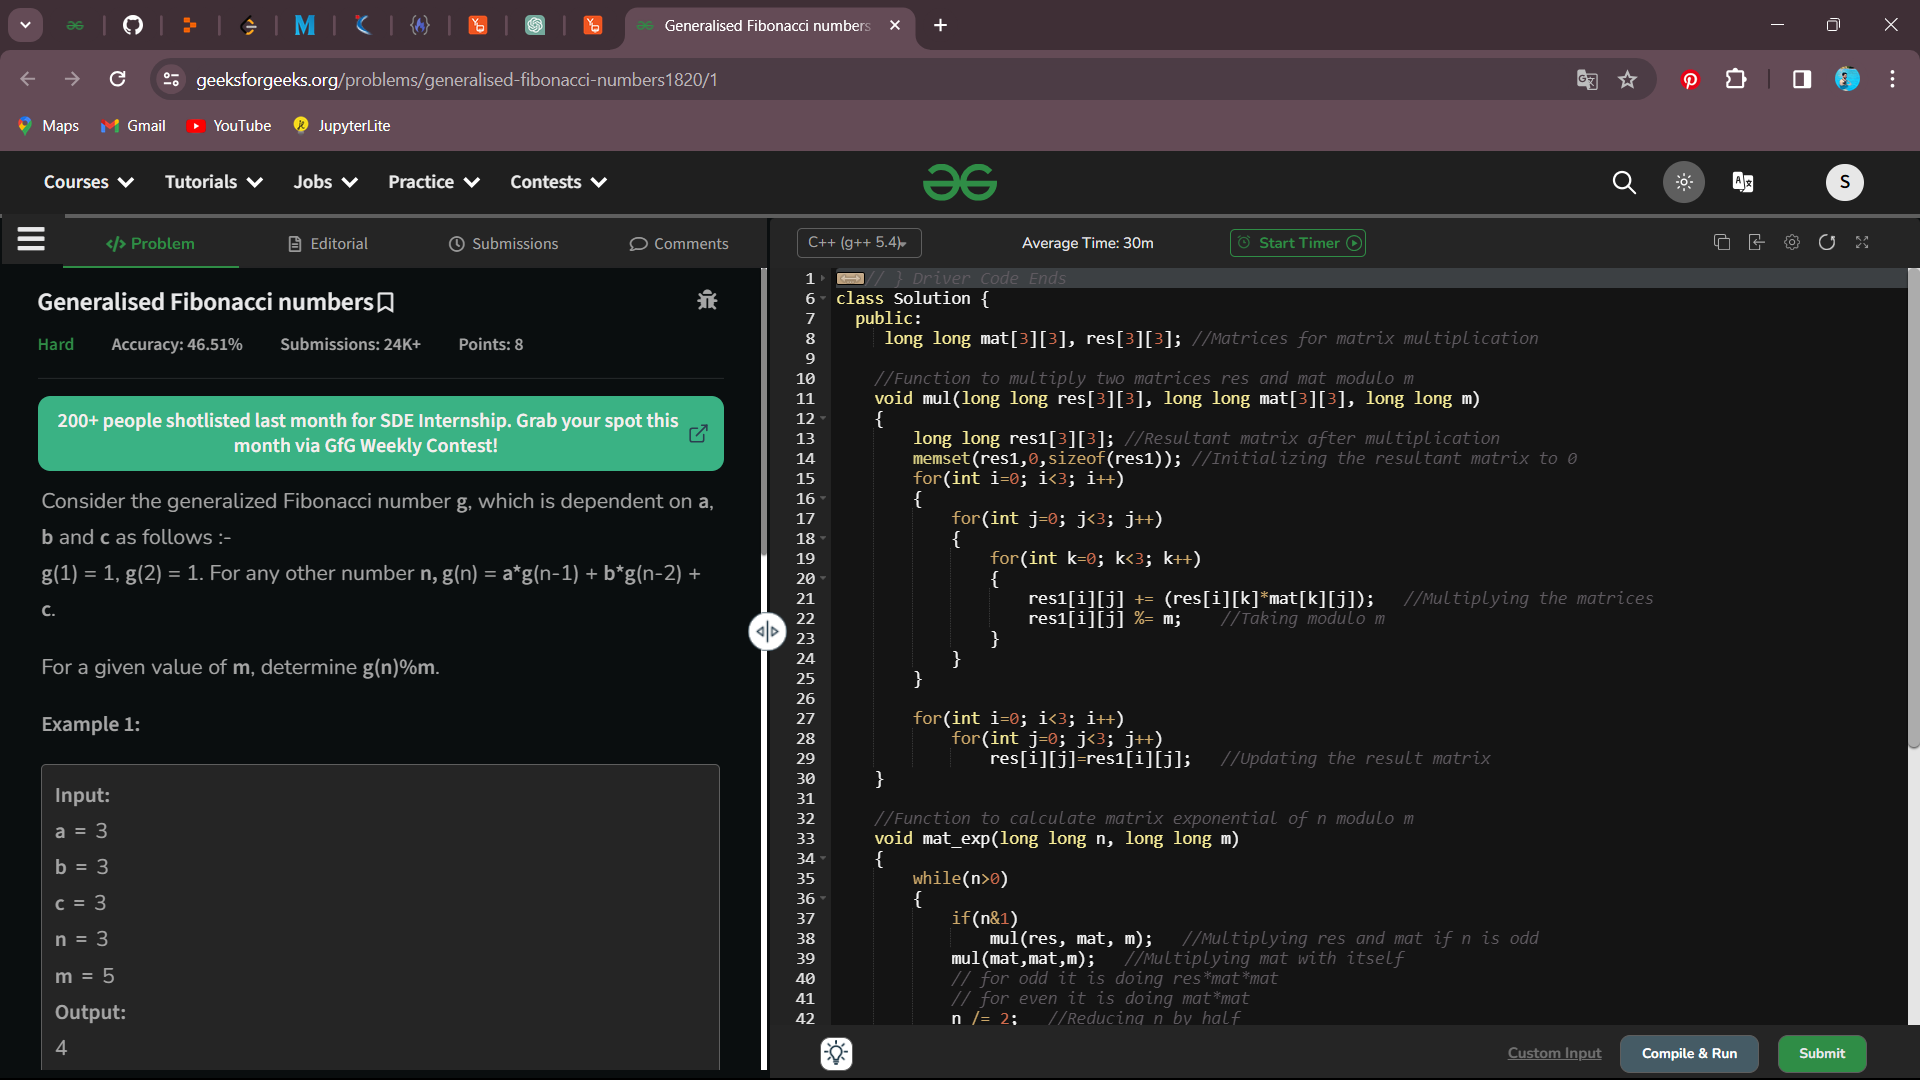 Generalised Fibonacci numbers
geeksforgeeks.org/problems/generalised-fibonacci-numbers1820/1
Maps
Gmail
YouTube
JupyterLite
Courses
Tutorials
Jobs
Practice
Contests
S
</> Problem
Editorial
Submissions
Comments
C++ (g++ 5.4)
Average Time: 30m
Start Timer
Generalised Fibonacci numbers
Hard
Accuracy: 46.51%
Submissions: 24K+
Points: 8
200+ people shotlisted last month for SDE Internship. Grab your spot this
month via GfG Weekly Contest!
Consider the generalized Fibonacci number g, which is dependent on a,
b and c as follows :-
g(1) = 1, g(2) = 1. For any other number n, g(n) = a*g(n-1) + b*g(n-2) +
c.
For a given value of m, determine g(n)%m.
Example 1:
Input:
a = 3
b = 3
c = 3
n = 3
m = 5
Output:
4
1 // } Driver Code Ends
6 class Solution {
7 public:
8 long long mat[3][3], res[3][3]; //Matrices for matrix multiplication
9
10 //Function to multiply two matrices res and mat modulo m
11 void mul(long long res[3][3], long long mat[3][3], long long m)
12 {
13 long long res1[3][3]; //Resultant matrix after multiplication
14 memset(res1,0,sizeof(res1)); //Initializing the resultant matrix to 0
15 for(int i=0; i<3; i++)
16 {
17 for(int j=0; j<3; j++)
18 {
19 for(int k=0; k<3; k++)
20 {
21 res1[i][j] += (res[i][k]*mat[k][j]); //Multiplying the matrices
22 res1[i][j] %= m; //Taking modulo m
23 }
24 }
25 }
26
27 for(int i=0; i<3; i++)
28 for(int j=0; j<3; j++)
29 res[i][j]=res1[i][j]; //Updating the result matrix
30 }
31
32 //Function to calculate matrix exponential of n modulo m
33 void mat_exp(long long n, long long m)
34 {
35 while(n>0)
36 {
37 if(n&1)
38 mul(res, mat, m); //Multiplying res and mat if n is odd
39 mul(mat,mat,m); //Multiplying mat with itself
40 // for odd it is doing res*mat*mat
41 // for even it is doing mat*mat
42 n /= 2; //Reducing n by half
Custom Input
Compile & Run
Submit